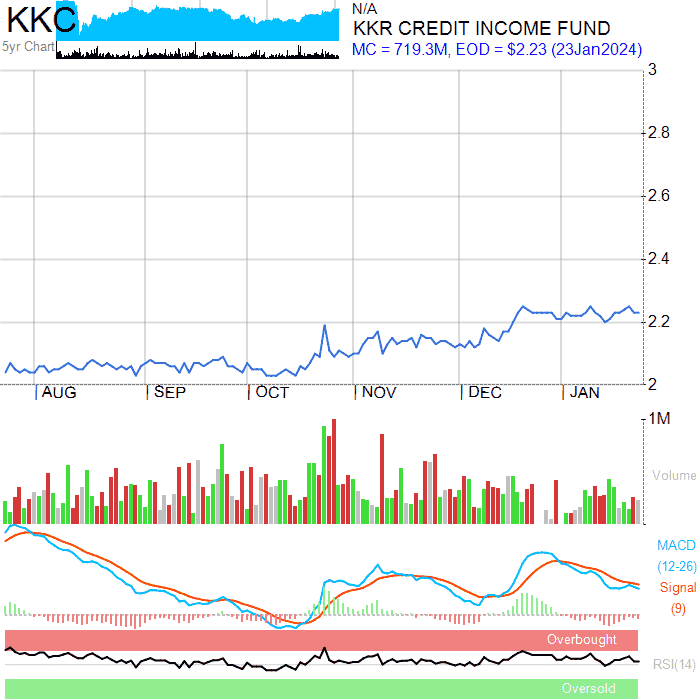 KKC
5yr Chart
N/A
KKR CREDIT INCOME FUND
MC = 719.3M, EOD = $2.23 (23Jan2024)
3
2.8
2.6
2.4
2.2
2
AUG SEP OCT NOV DEC JAN
1M
Volume
MACD
(12-26)
Signal
(9)
Overbought
RSI(14)
Oversold